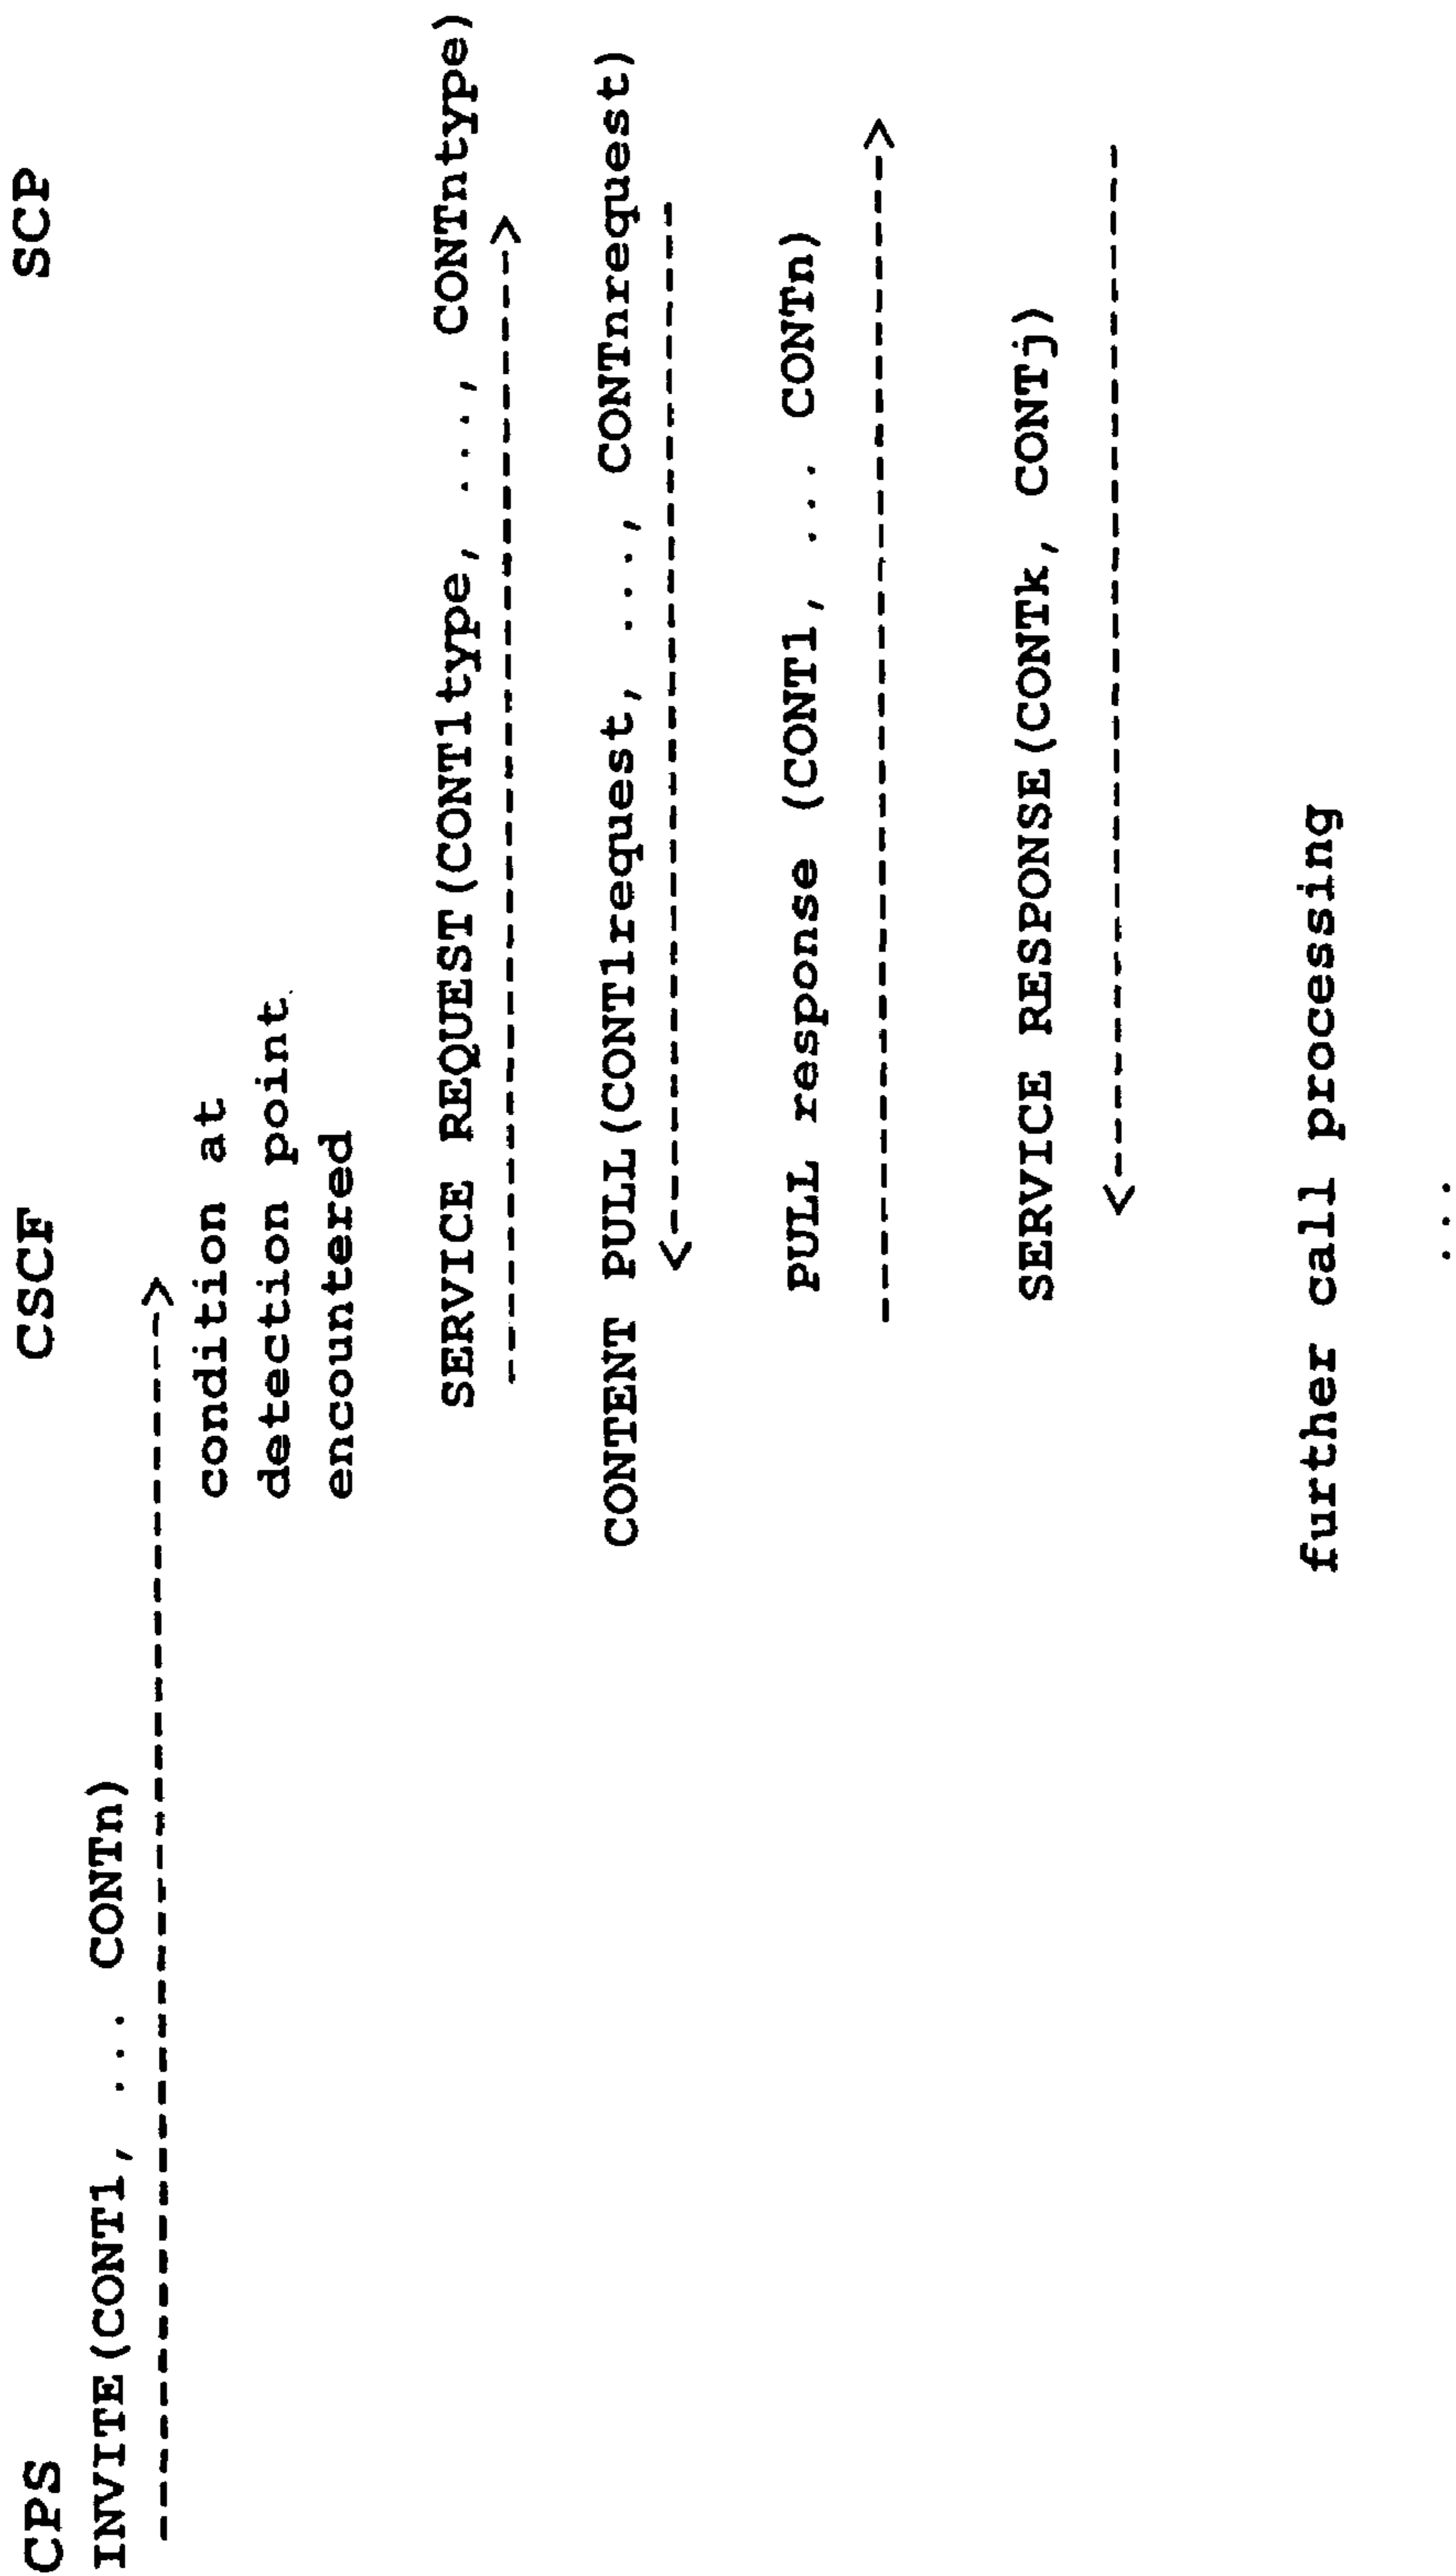 CPS CSCF SCP
INVITE(CONT1, ... CONTn)
------------------------------------------>
condition at
detection point
encountered
SERVICE REQUEST(CONT1type, ..., CONTntype)
--------------------------------------->
CONTENT PULL(CONT1request, ..., CONTnrequest)
<---------------------------------------
PULL response (CONT1, ... CONTn)
--------------------------------------->
SERVICE RESPONSE(CONTk, CONTj)
<---------------------------------------
further call processing
...